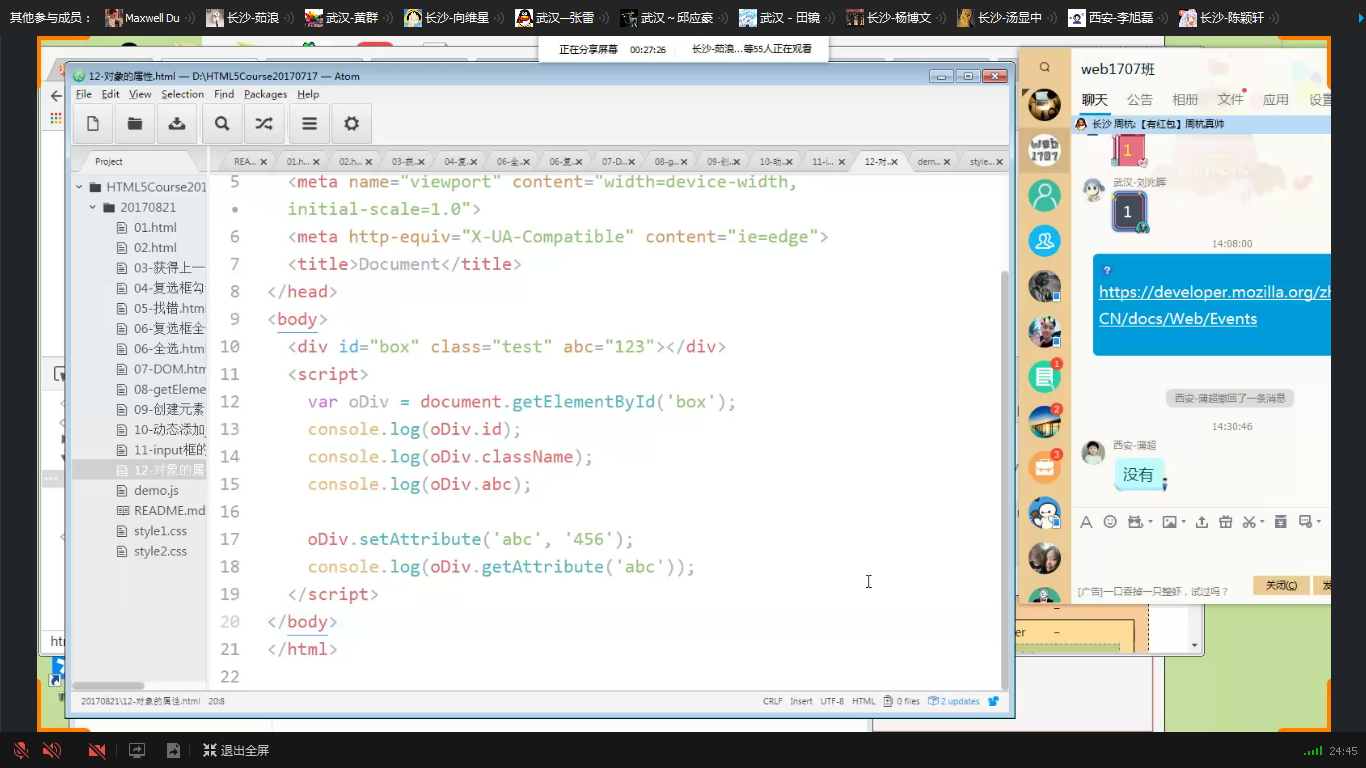 其他参与成员：
Maxwell Du
长沙-茹浪
武汉-黄群
长沙-向维星
武汉—张雷
武汉～邱应豪
武汉 - 田镜
长沙-杨博文
长沙-汤显中
西安-李旭磊
长沙-陈颖轩
正在分享屏幕 00:27:26 长沙-茹浪...等55人正在观看
12-对象的属性.html — D:\HTML5Course20170717 — Atom
File Edit View Selection Find Packages Help
Project
REA...
01.h...
02.h...
03-获...
04-复...
06-全...
06-复...
07-D...
08-g...
09-创...
10-动...
11-i...
12-对...
dem...
style...
HTML5Course201
20170821
01.html
02.html
03-获得上一
04-复选框勾
05-找错.htm
06-复选框全
06-全选.htm
07-DOM.htm
08-getEleme
09-创建元素
10-动态添加
11-input框的
12-对象的属
demo.js
README.md
style1.css
style2.css
5 <meta name="viewport" content="width=device-width,
• initial-scale=1.0">
6 <meta http-equiv="X-UA-Compatible" content="ie=edge">
7 <title>Document</title>
8 </head>
9 <body>
10 <div id="box" class="test" abc="123"></div>
11 <script>
12 var oDiv = document.getElementById('box');
13 console.log(oDiv.id);
14 console.log(oDiv.className);
15 console.log(oDiv.abc);
16
17 oDiv.setAttribute('abc', '456');
18 console.log(oDiv.getAttribute('abc'));
19 </script>
20 </body>
21 </html>
22
20170821\12-对象的属性.html 20:8
CRLF Insert UTF-8 HTML 0 files 2 updates
web1707班
聊天 公告 相册 文件 应用 设置
长沙 周杭:【有红包】周杭真帅
1
武汉-刘兆晖
1
14:08:00
https://developer.mozilla.org/zh
CN/docs/Web/Events
西安-蒲超撤回了一条消息
14:30:46
西安-蒲超
没有
[广告]一口吞掉一只整虾，试过吗？
关闭(C)
web
1707
1
2
3
htm
er −
退出全屏
24:45